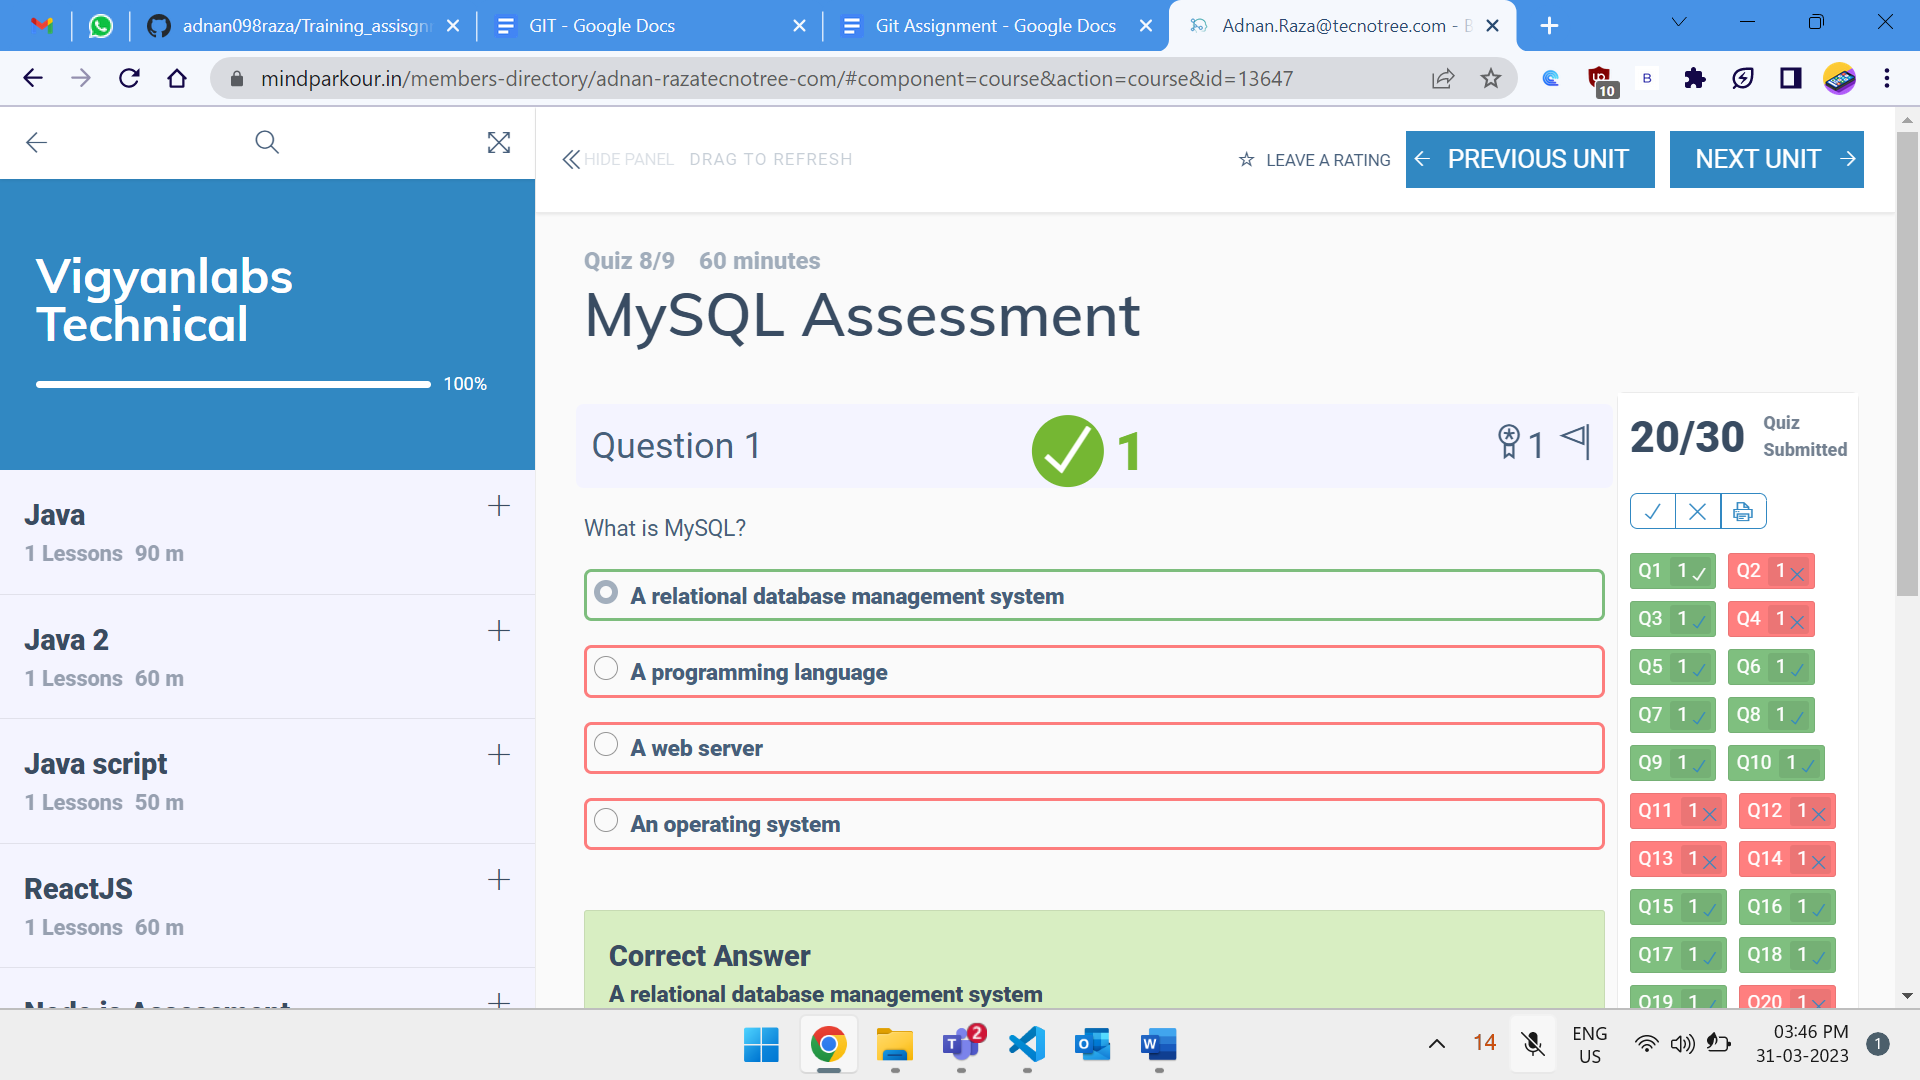 adnan098raza/Training_assisgn
GIT - Google Docs
Git Assignment - Google Docs
Adnan.Raza@tecnotree.com -
mindparkour.in/members-directory/adnan-razatecnotree-com/#component=course&action=course&id=13647
10
B
HIDE PANEL
DRAG TO REFRESH
LEAVE A RATING
PREVIOUS UNIT
NEXT UNIT
Vigyanlabs
Technical
100%
Java
1 Lessons 90 m
Java 2
1 Lessons 60 m
Java script
1 Lessons 50 m
ReactJS
1 Lessons 60 m
Node js Assessment
Quiz 8/9 60 minutes
MySQL Assessment
Question 1
1
1
What is MySQL?
A relational database management system
A programming language
A web server
An operating system
Correct Answer
A relational database management system
20/30
Quiz
Submitted
Q1 1
Q2 1
Q3 1
Q4 1
Q5 1
Q6 1
Q7 1
Q8 1
Q9 1
Q10 1
Q11 1
Q12 1
Q13 1
Q14 1
Q15 1
Q16 1
Q17 1
Q18 1
Q19 1
Q20 1
T
2
O
W
14
ENG
US
03:46 PM
31-03-2023
1